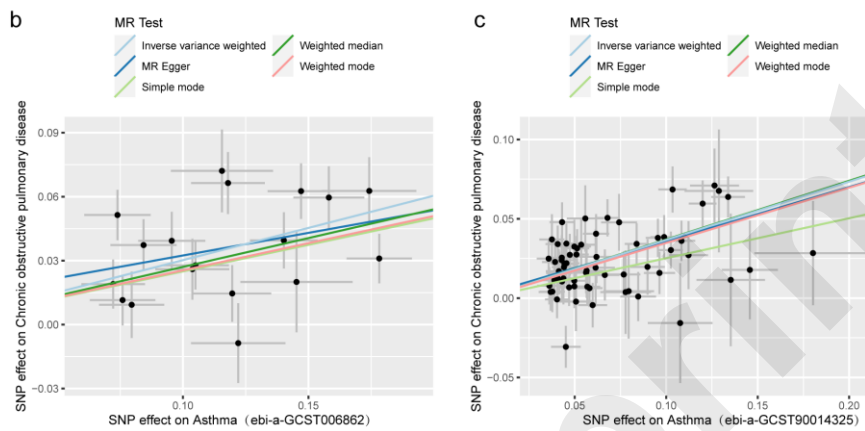 b
MR Test
Inverse variance weighted
Weighted median
MR Egger
Weighted mode
Simple mode
SNP effect on Chronic obstructive pulmonary disease
0.09
0.06
0.03
0.00
−0.03
0.10
0.15
SNP effect on Asthma（ebi-a-GCST006862）
c
MR Test
Inverse variance weighted
Weighted median
MR Egger
Weighted mode
Simple mode
SNP effect on Chronic obstructive pulmonary disease
0.10
0.05
0.00
−0.05
0.05
0.10
0.15
0.20
SNP effect on Asthma（ebi-a-GCST90014325）